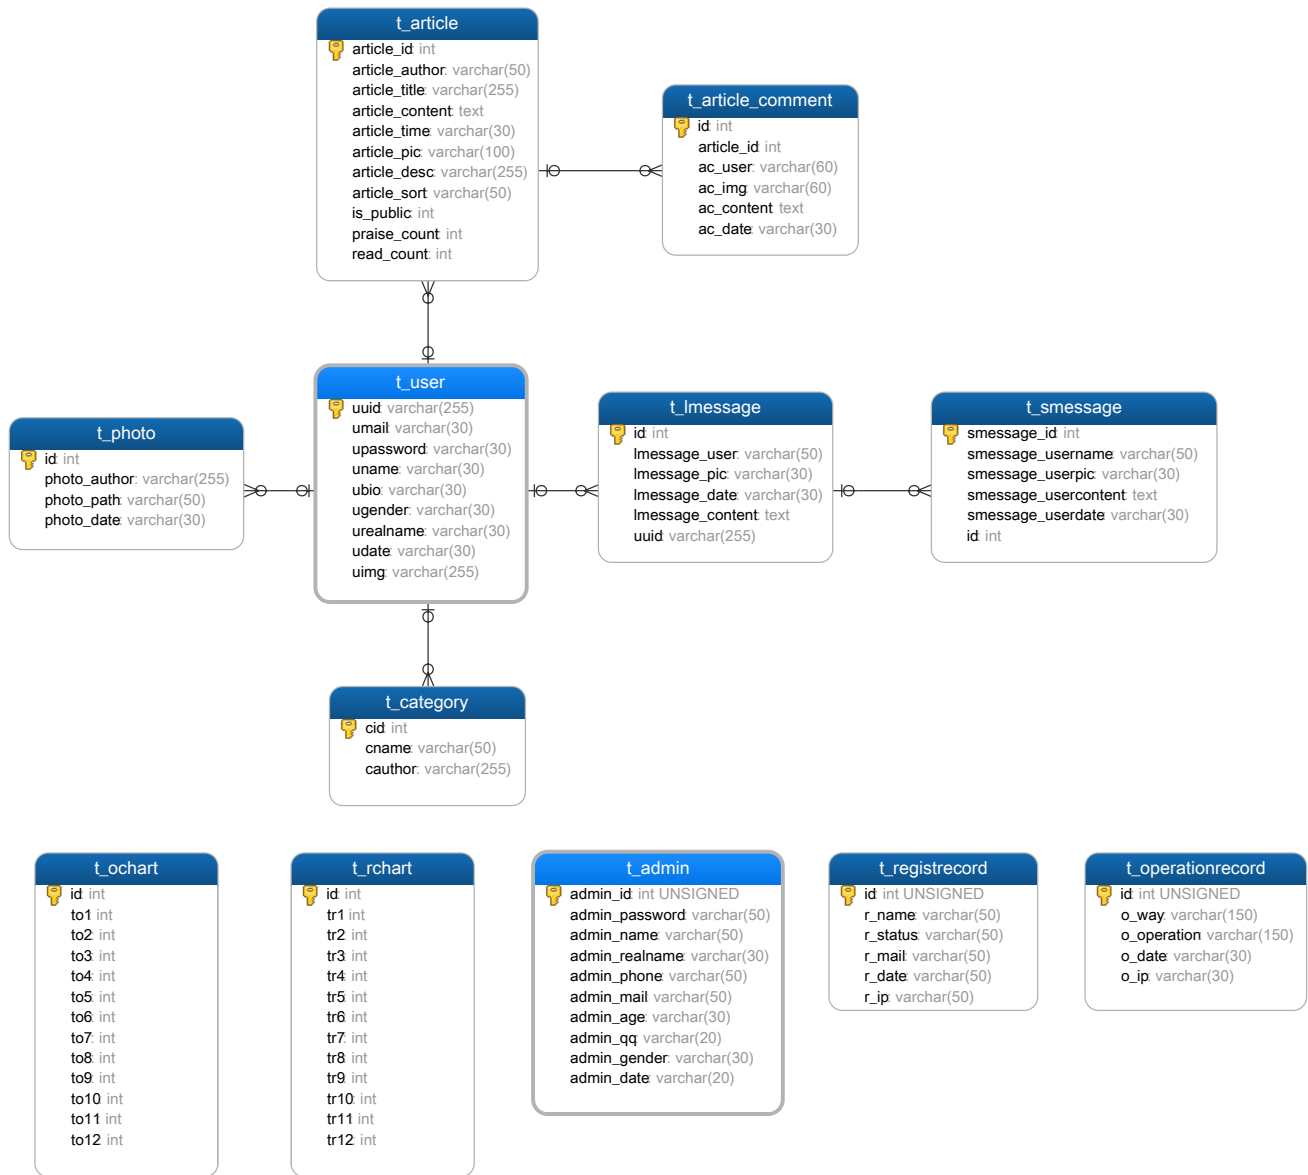 t_article
article_id: int
article_author: varchar(50)
article_title: varchar(255)
article_content: text
article_time: varchar(30)
article_pic: varchar(100)
article_desc: varchar(255)
article_sort: varchar(50)
is_public: int
praise_count: int
read_count: int
t_article_comment
id: int
article_id: int
ac_user: varchar(60)
ac_img: varchar(60)
ac_content: text
ac_date: varchar(30)
t_photo
id: int
photo_author: varchar(255)
photo_path: varchar(50)
photo_date: varchar(30)
t_user
uuid: varchar(255)
umail: varchar(30)
upassword: varchar(30)
uname: varchar(30)
ubio: varchar(30)
ugender: varchar(30)
urealname: varchar(30)
udate: varchar(30)
uimg: varchar(255)
t_lmessage
id: int
lmessage_user: varchar(50)
lmessage_pic: varchar(30)
lmessage_date: varchar(30)
lmessage_content: text
uuid: varchar(255)
t_smessage
smessage_id: int
smessage_username: varchar(50)
smessage_userpic: varchar(30)
smessage_usercontent: text
smessage_userdate: varchar(30)
id: int
t_category
cid: int
cname: varchar(50)
cauthor: varchar(255)
t_ochart
id: int
to1: int
to2: int
to3: int
to4: int
to5: int
to6: int
to7: int
to8: int
to9: int
to10: int
to11: int
to12: int
t_rchart
id: int
tr1: int
tr2: int
tr3: int
tr4: int
tr5: int
tr6: int
tr7: int
tr8: int
tr9: int
tr10: int
tr11: int
tr12: int
t_admin
admin_id: int UNSIGNED
admin_password: varchar(50)
admin_name: varchar(50)
admin_realname: varchar(30)
admin_phone: varchar(50)
admin_mail: varchar(50)
admin_age: varchar(30)
admin_qq: varchar(20)
admin_gender: varchar(30)
admin_date: varchar(20)
t_registrecord
id: int UNSIGNED
r_name: varchar(50)
r_status: varchar(50)
r_mail: varchar(50)
r_date: varchar(50)
r_ip: varchar(50)
t_operationrecord
id: int UNSIGNED
o_way: varchar(150)
o_operation: varchar(150)
o_date: varchar(30)
o_ip: varchar(30)